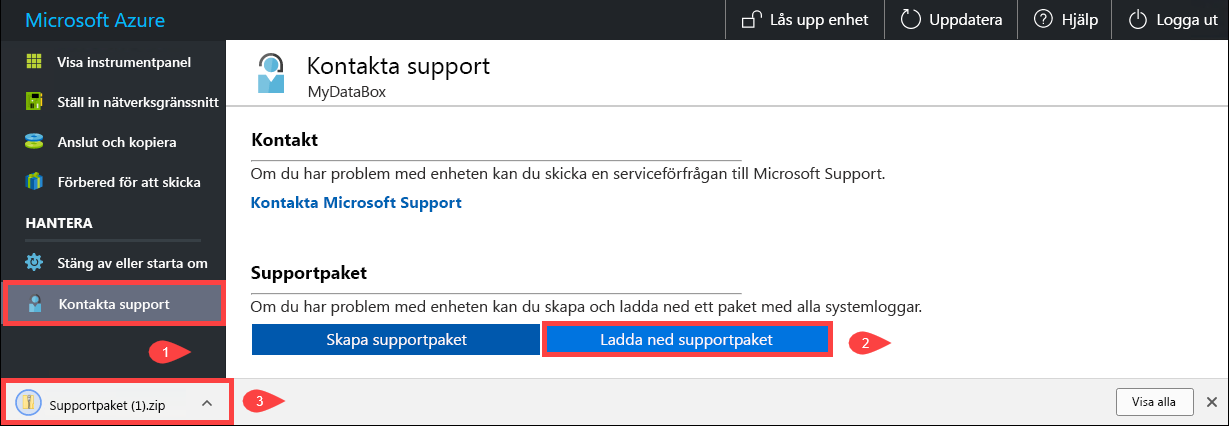 Microsoft Azure
Lås upp enhet
Uppdatera
Hjälp
Logga ut
Visa instrumentpanel
Ställ in nätverksgränssnitt
Anslut och kopiera
Förbered för att skicka
HANTERA
Stäng av eller starta om
Kontakta support
1
Kontakta support
MyDataBox
Kontakt
Om du har problem med enheten kan du skicka en serviceförfrågan till Microsoft Support.
Kontakta Microsoft Support
Supportpaket
Om du har problem med enheten kan du skapa och ladda ned ett paket med alla systemloggar.
Skapa supportpaket
Ladda ned supportpaket
2
Supportpaket (1).zip
3
Visa alla